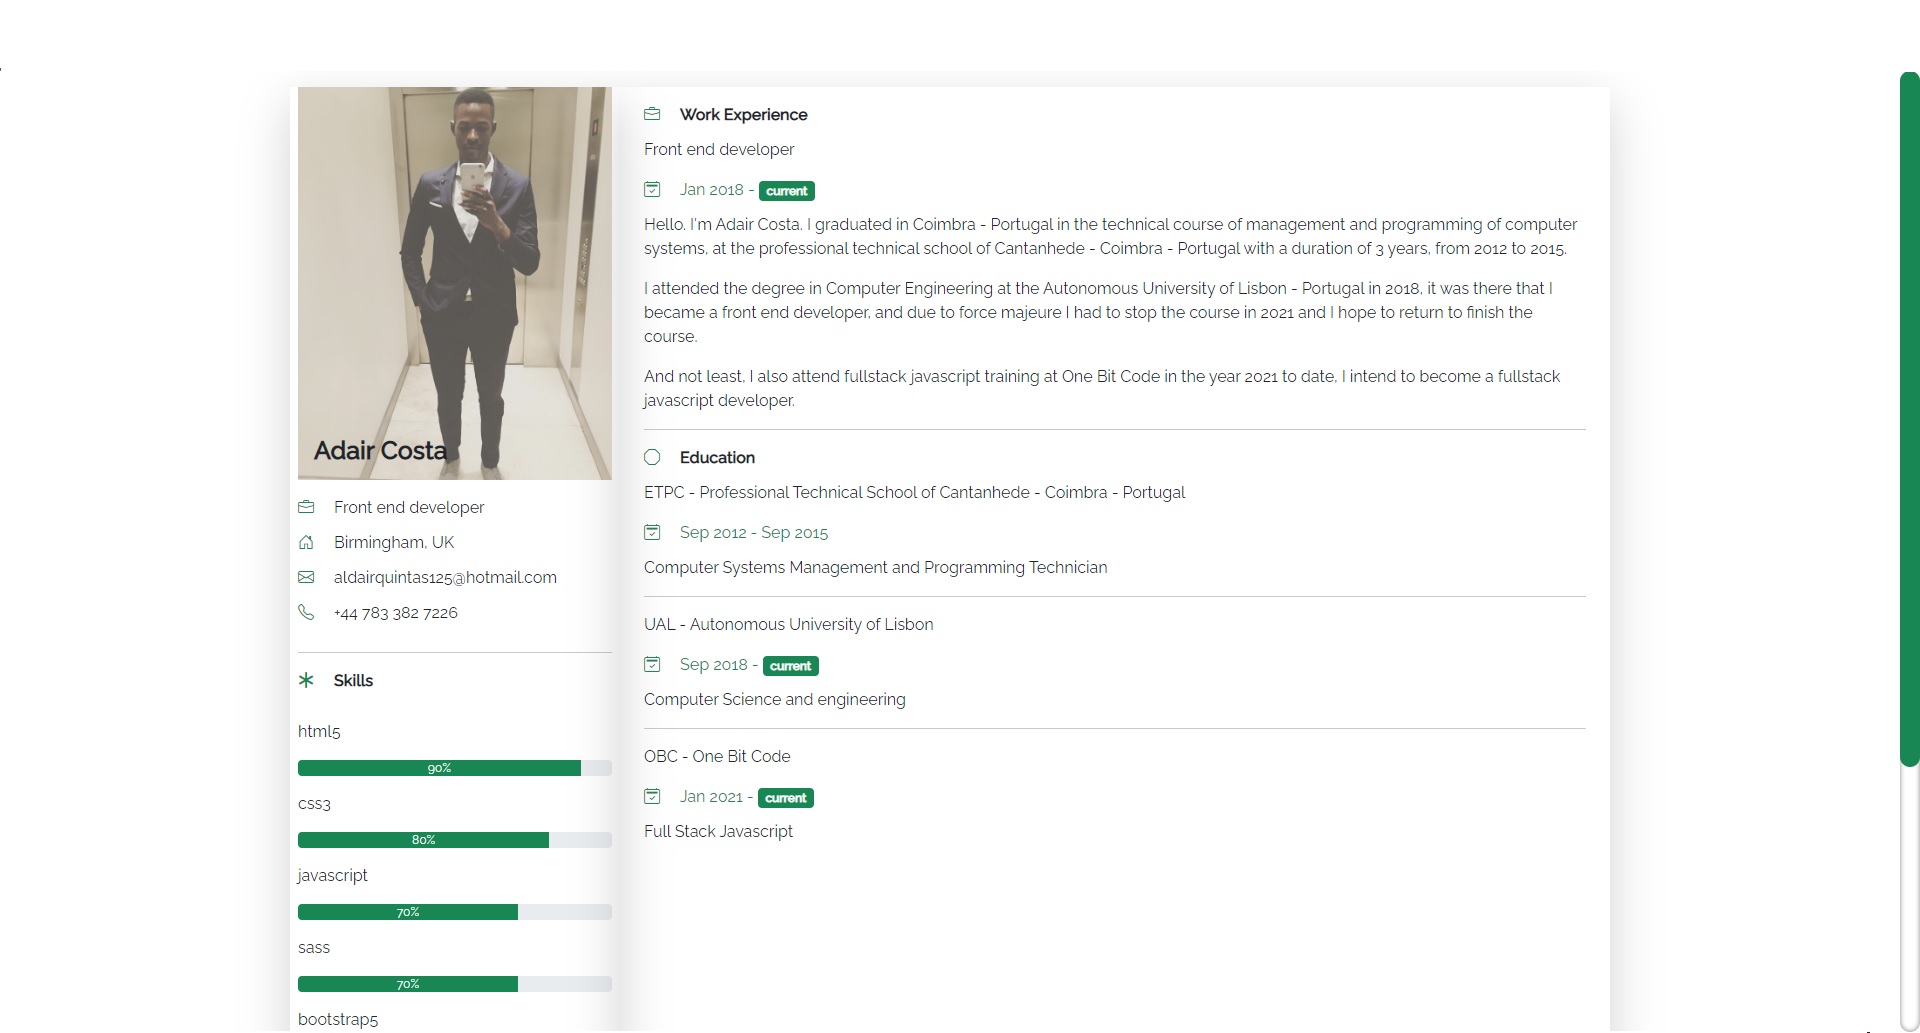 Adair Costa
Front end developer
Birmingham, UK
aldairquintas125@hotmail.com
+44 783 382 7226
Skills
html5
90%
css3
80%
javascript
70%
sass
70%
bootstrap5
Work Experience
Front end developer
Jan 2018 - current
Hello. I'm Adair Costa. I graduated in Coimbra - Portugal in the technical course of management and programming of computer
systems, at the professional technical school of Cantanhede - Coimbra - Portugal with a duration of 3 years, from 2012 to 2015.
I attended the degree in Computer Engineering at the Autonomous University of Lisbon - Portugal in 2018, it was there that I
became a front end developer, and due to force majeure I had to stop the course in 2021 and I hope to return to finish the
course.
And not least, I also attend fullstack javascript training at One Bit Code in the year 2021 to date, I intend to become a fullstack
javascript developer.
Education
ETPC - Professional Technical School of Cantanhede - Coimbra - Portugal
Sep 2012 - Sep 2015
Computer Systems Management and Programming Technician
UAL - Autonomous University of Lisbon
Sep 2018 - current
Computer Science and engineering
OBC - One Bit Code
Jan 2021 - current
Full Stack Javascript